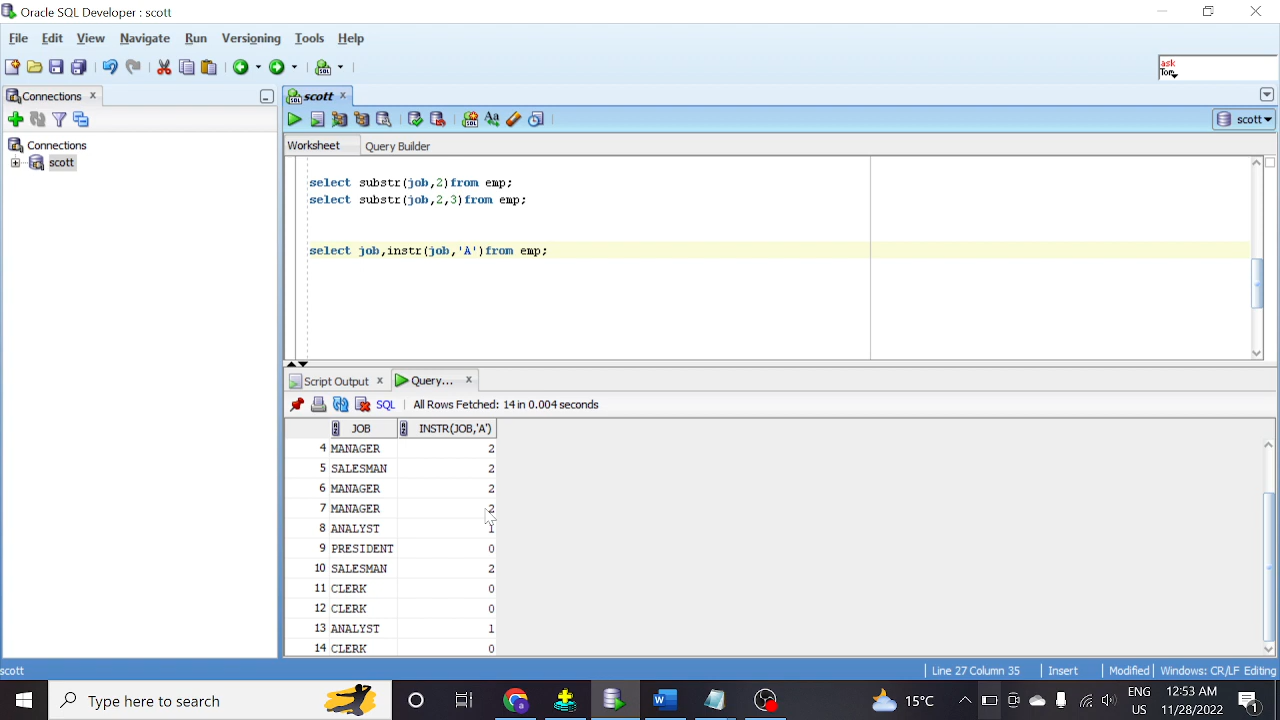 Oracle SQL Developer : scott
File Edit View Navigate Run Versioning Tools Help
ask
Tom
Connections
scott
scott
Worksheet Query Builder
Connections
scott
select substr(job,2)from emp;
select substr(job,2,3)from emp;
select job,instr(job,'A')from emp;
Script Output Query...
SQL All Rows Fetched: 14 in 0.004 seconds
JOB INSTR(JOB,'A')
4 MANAGER 2
5 SALESMAN 2
6 MANAGER 2
7 MANAGER 2
8 ANALYST 1
9 PRESIDENT 0
10 SALESMAN 2
11 CLERK 0
12 CLERK 0
13 ANALYST 1
14 CLERK 0
scott Line 27 Column 35 Insert Modified Windows: CR/LF Editing
Type here to search
15°C
ENG
US
12:53 AM
11/28/2022